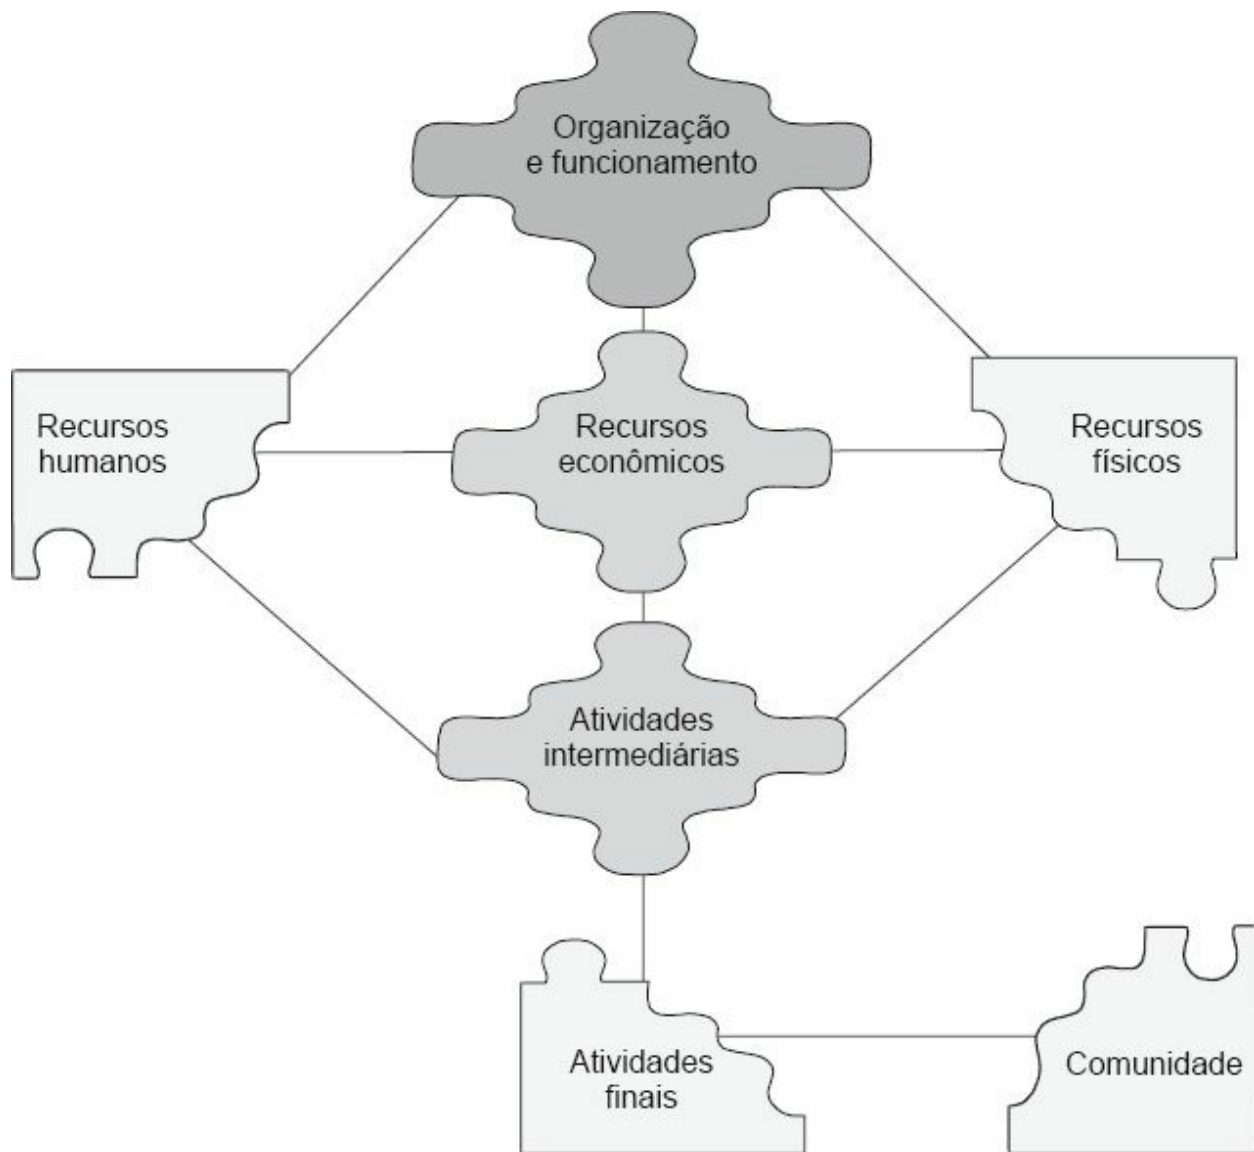 Organização
e funcionamento
Recursos
humanos
Recursos
econômicos
Recursos
físicos
Atividades
intermediárias
Atividades
finais
Comunidade